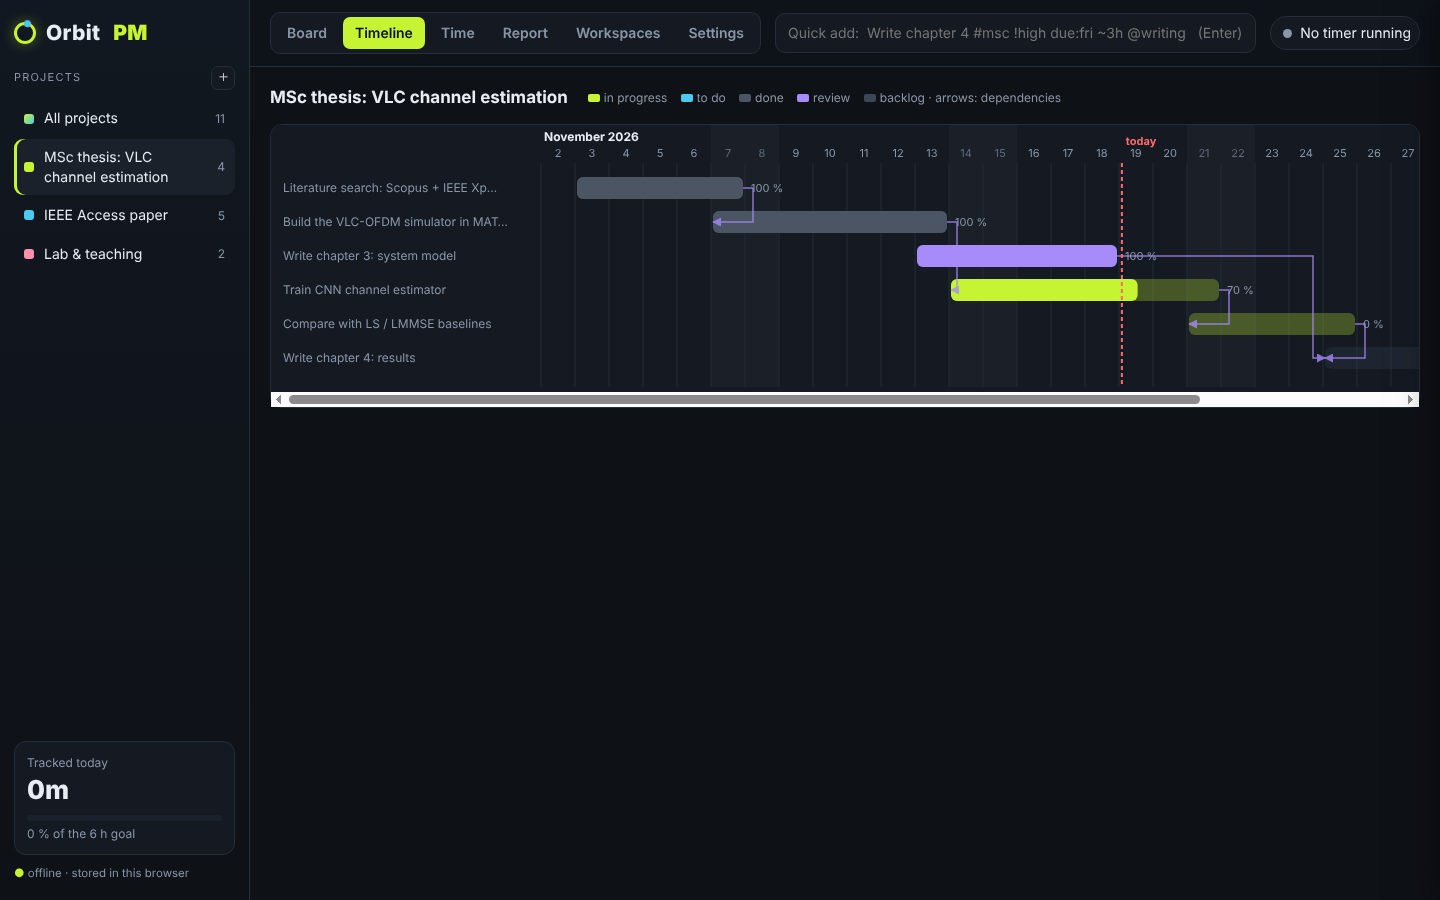 Orbit PM
Board Timeline Time Report Workspaces Settings
Quick add: Write chapter 4 #msc !high due:fri ~3h @writing (Enter)
No timer running
PROJECTS +
All projects 11
MSc thesis: VLC
channel estimation 4
IEEE Access paper 5
Lab & teaching 2
MSc thesis: VLC channel estimation
in progress to do done review backlog · arrows: dependencies
November 2026
today
2 3 4 5 6 7 8 9 10 11 12 13 14 15 16 17 18 19 20 21 22 23 24 25 26 27
Literature search: Scopus + IEEE Xp... 100 %
Build the VLC-OFDM simulator in MAT... 100 %
Write chapter 3: system model 100 %
Train CNN channel estimator 70 %
Compare with LS / LMMSE baselines 0 %
Write chapter 4: results
Tracked today
0m
0 % of the 6 h goal
offline · stored in this browser